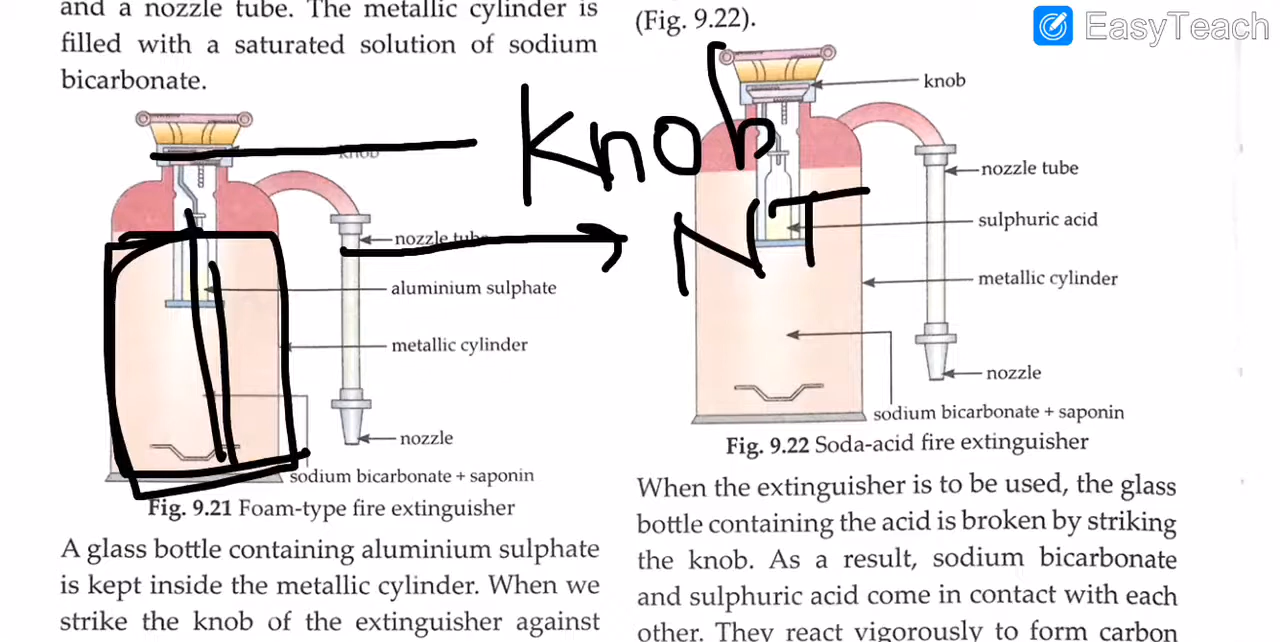 and a nozzle tube. The metallic cylinder is
filled with a saturated solution of sodium
bicarbonate.
knob
nozzle tube
aluminium sulphate
metallic cylinder
nozzle
sodium bicarbonate + saponin
Fig. 9.21 Foam-type fire extinguisher
A glass bottle containing aluminium sulphate
is kept inside the metallic cylinder. When we
strike the knob of the extinguisher against
Knob
NT
(Fig. 9.22).
EasyTeach
knob
nozzle tube
sulphuric acid
metallic cylinder
nozzle
sodium bicarbonate + saponin
Fig. 9.22 Soda-acid fire extinguisher
When the extinguisher is to be used, the glass
bottle containing the acid is broken by striking
the knob. As a result, sodium bicarbonate
and sulphuric acid come in contact with each
other. They react vigorously to form carbon